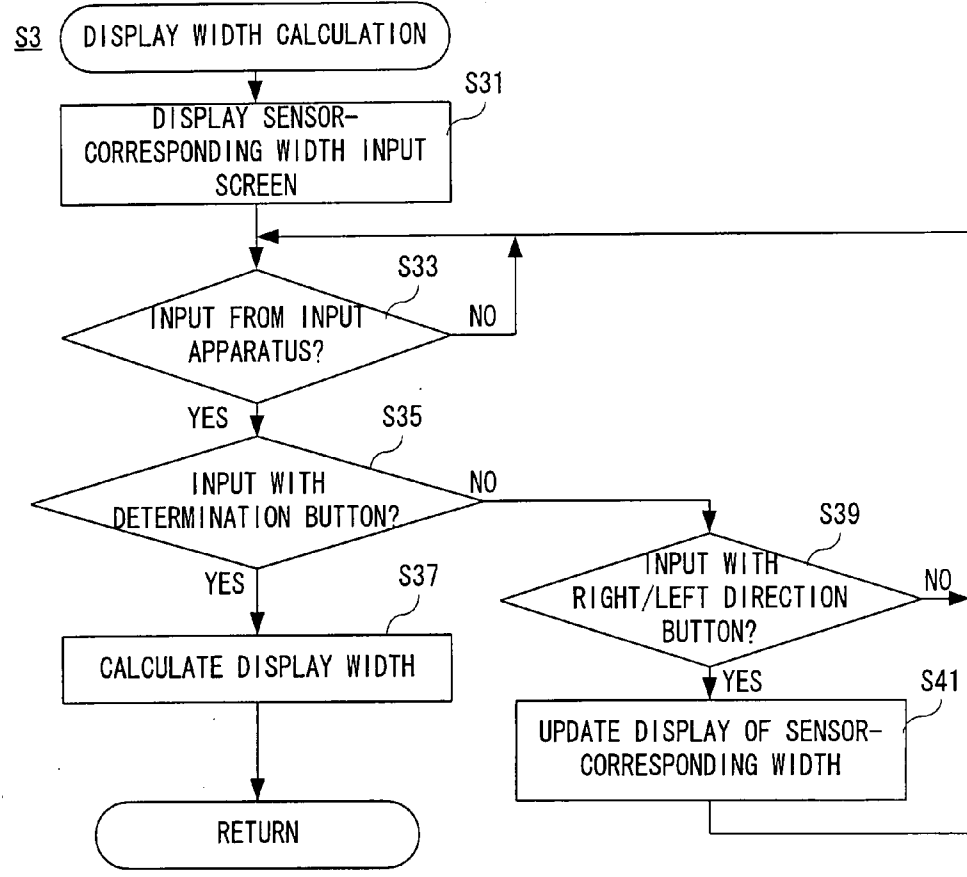 S3
DISPLAY WIDTH CALCULATION
S31
DISPLAY SENSOR-
CORRESPONDING WIDTH INPUT
SCREEN
S33
INPUT FROM INPUT
APPARATUS?
NO
YES
S35
INPUT WITH
DETERMINATION BUTTON?
NO
YES
S39
INPUT WITH
RIGHT/LEFT DIRECTION
BUTTON?
NO
YES
S37
CALCULATE DISPLAY WIDTH
S41
UPDATE DISPLAY OF SENSOR-
CORRESPONDING WIDTH
RETURN